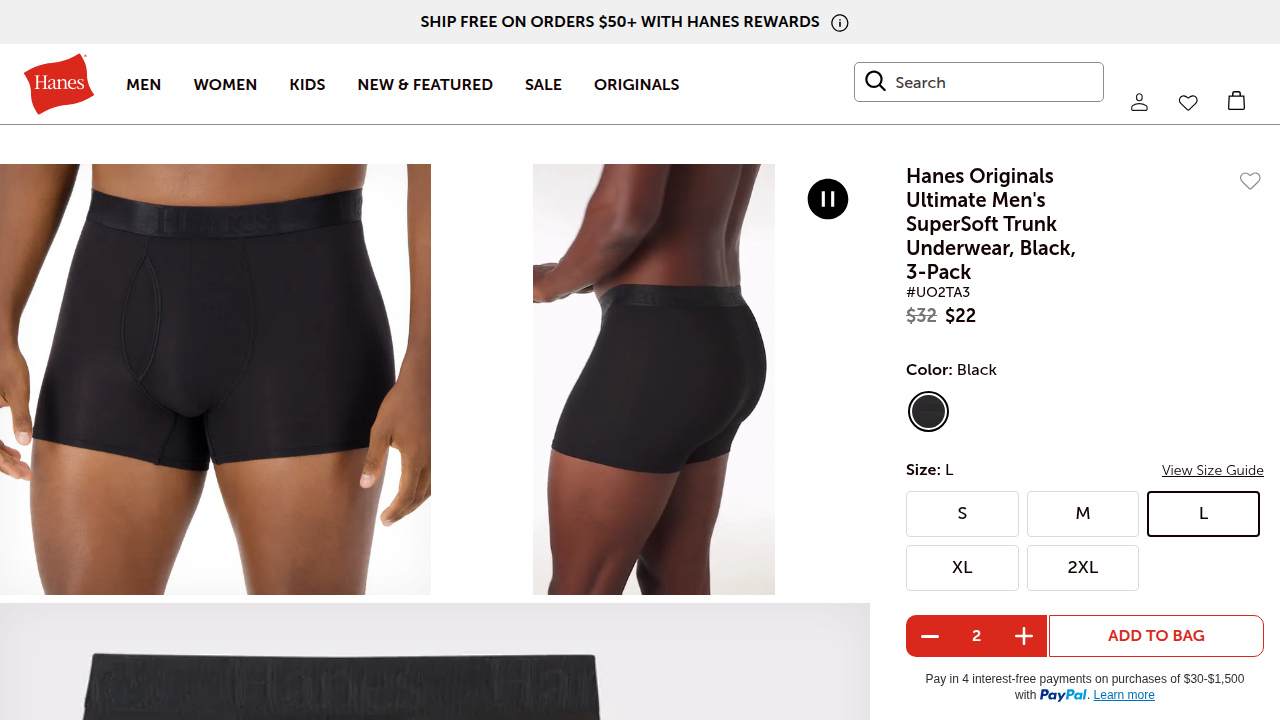 SHIP FREE ON ORDERS $50+ WITH HANES REWARDS
Hanes
MEN WOMEN KIDS NEW & FEATURED SALE ORIGINALS
Search
Hanes Originals
Ultimate Men's
SuperSoft Trunk
Underwear, Black,
3-Pack
#UO2TA3
$32 $22
Color: Black
Size: L
View Size Guide
S M L
XL 2XL
2
ADD TO BAG
Pay in 4 interest-free payments on purchases of $30-$1,500
with PayPal. Learn more
Hanes
Hanes